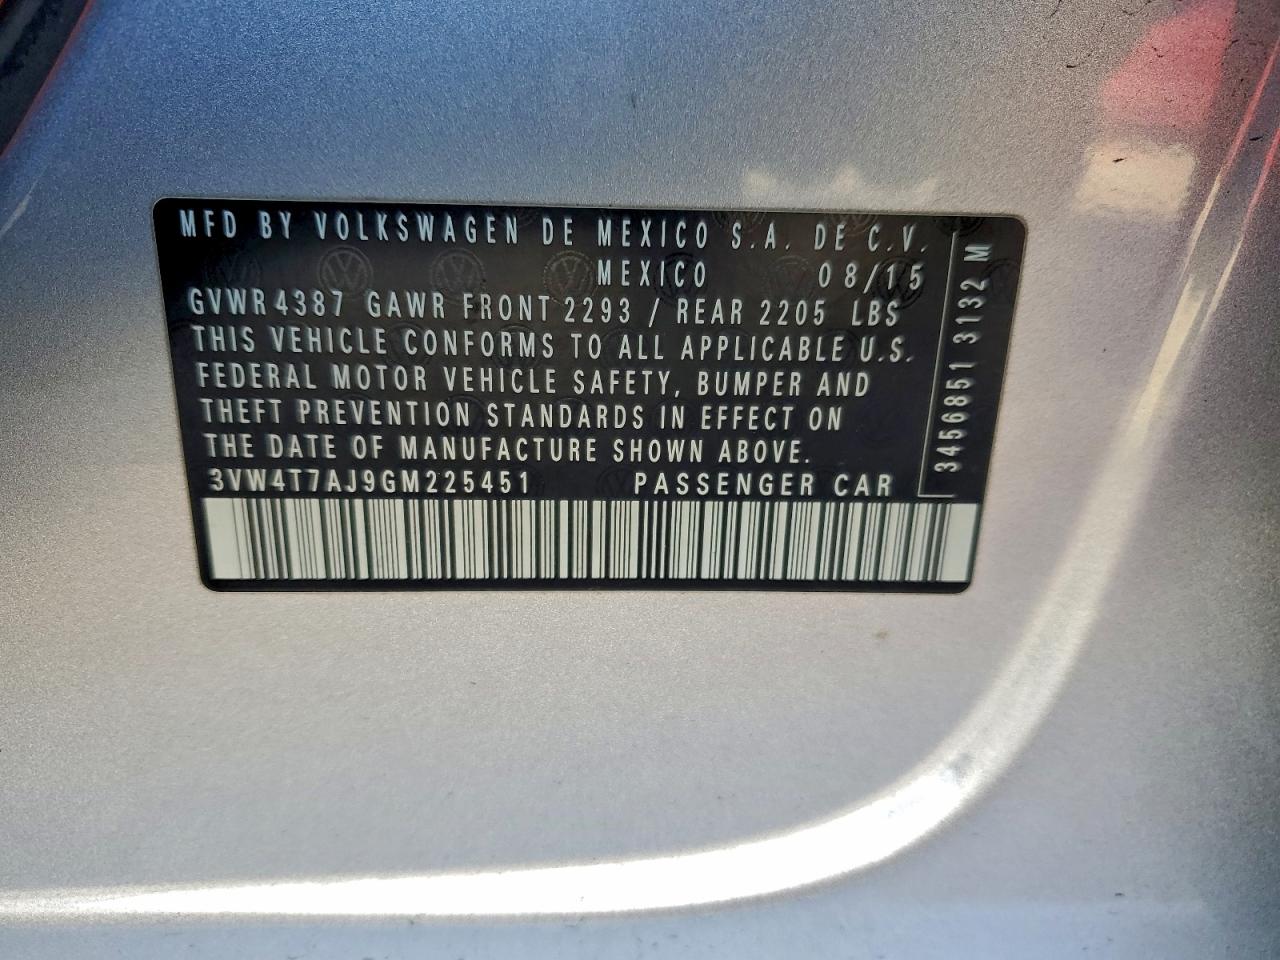 MFD BY VOLKSWAGEN DE MEXICO S.A. DE C.V.
MEXICO 08/15
GVWR 4387 GAWR FRONT 2293 / REAR 2205 LBS
THIS VEHICLE CONFORMS TO ALL APPLICABLE U.S.
FEDERAL MOTOR VEHICLE SAFETY, BUMPER AND
THEFT PREVENTION STANDARDS IN EFFECT ON
THE DATE OF MANUFACTURE SHOWN ABOVE.
3VW4T7AJ9GM225451 PASSENGER CAR
3456851 3132 M